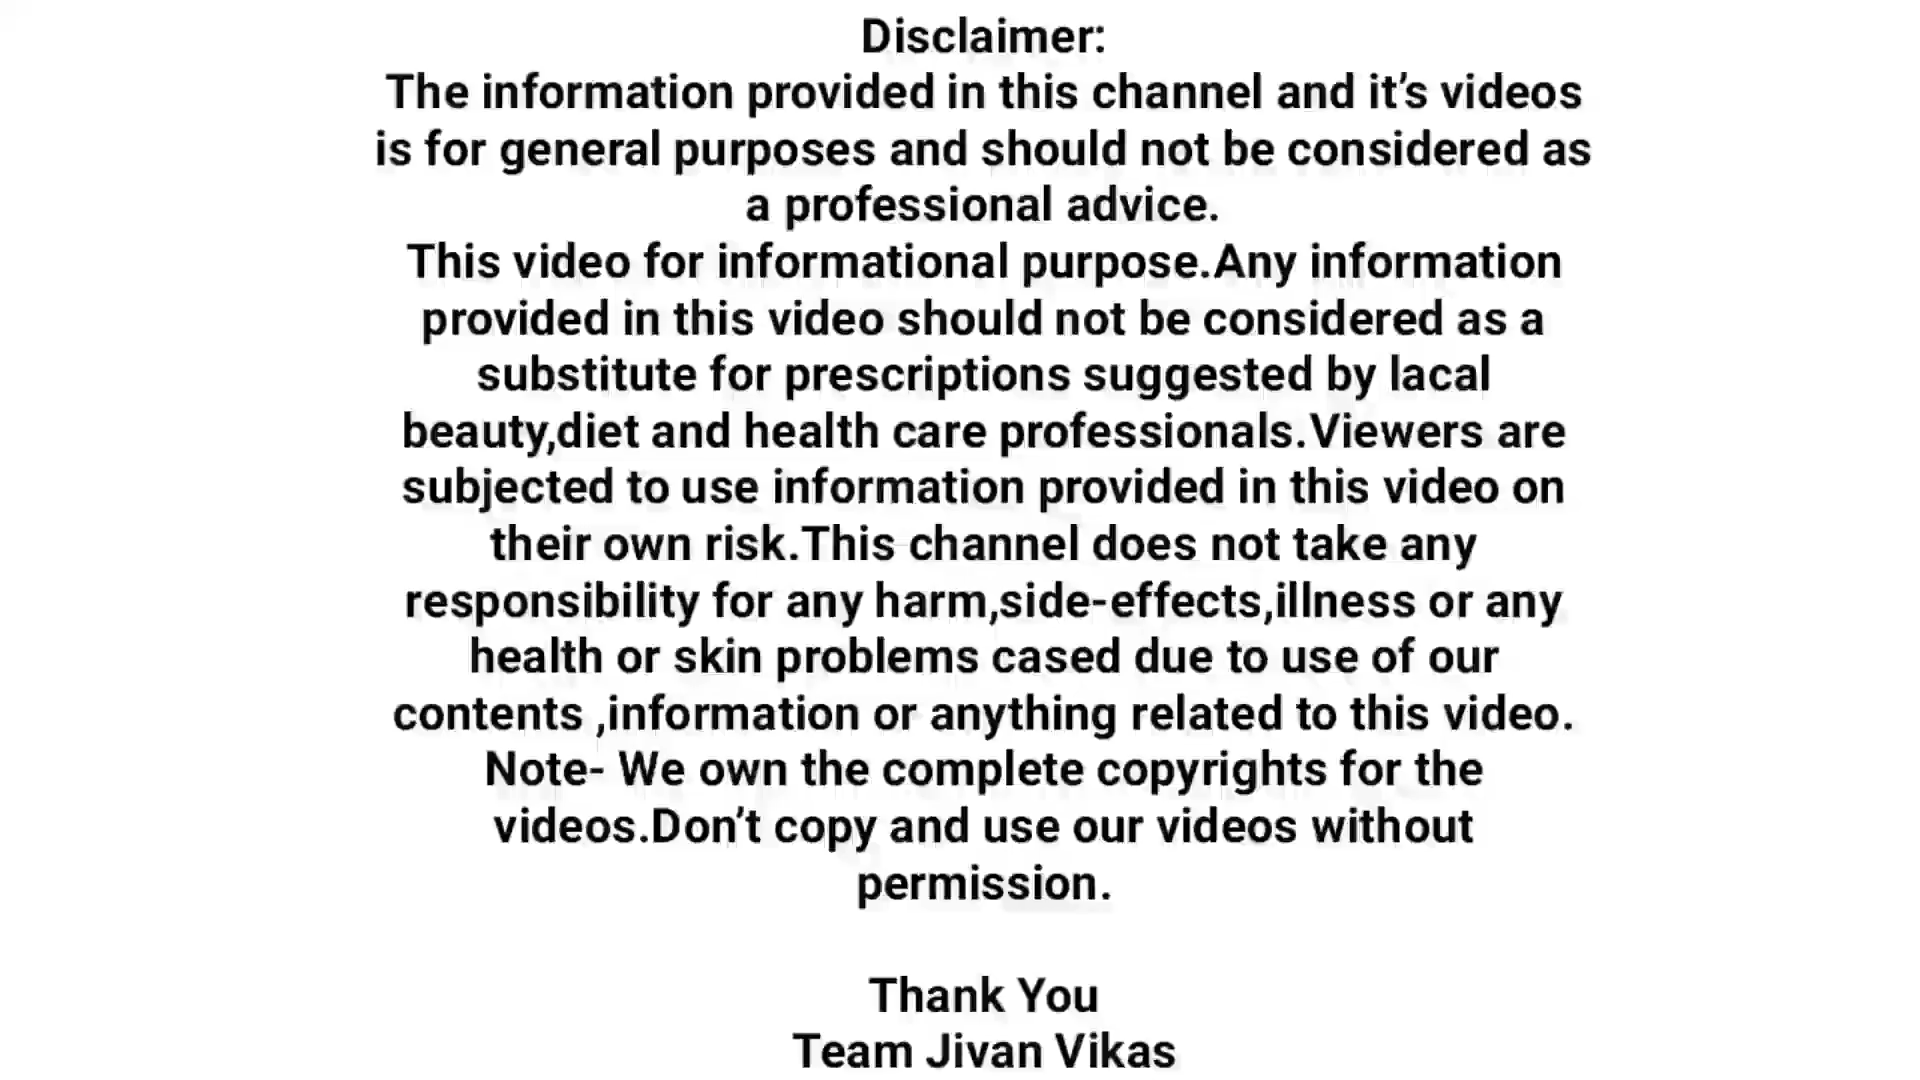 Disclaimer:
The information provided in this channel and it’s videos
is for general purposes and should not be considered as
a professional advice.
This video for informational purpose.Any information
provided in this video should not be considered as a
substitute for prescriptions suggested by lacal
beauty,diet and health care professionals.Viewers are
subjected to use information provided in this video on
their own risk.This channel does not take any
responsibility for any harm,side-effects,illness or any
health or skin problems cased due to use of our
contents ,information or anything related to this video.
Note- We own the complete copyrights for the
videos.Don’t copy and use our videos without
permission.
Thank You
Team Jivan Vikas